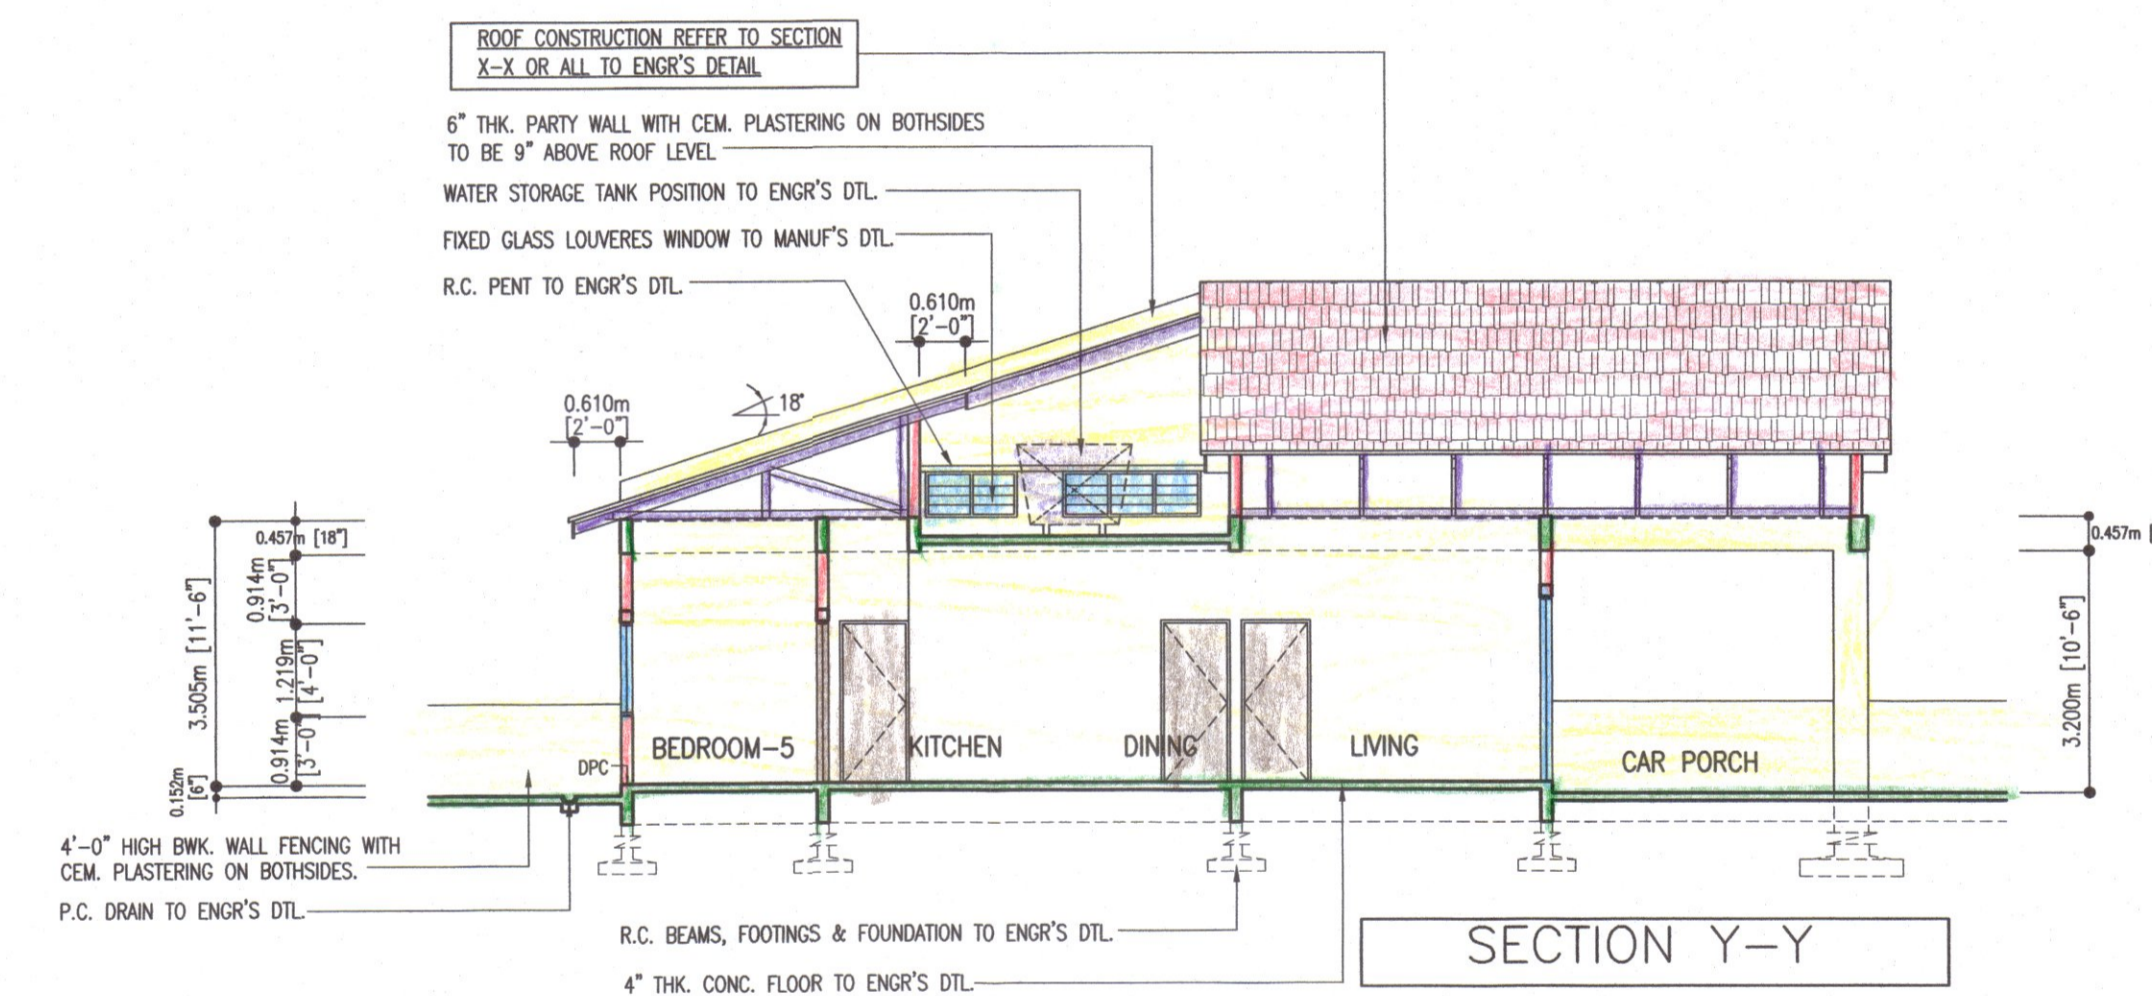 ROOF CONSTRUCTION REFER TO SECTION
X-X OR ALL TO ENGR'S DETAIL
6" THK. PARTY WALL WITH CEM. PLASTERING ON BOTHSIDES
TO BE 9" ABOVE ROOF LEVEL
WATER STORAGE TANK POSITION TO ENGR'S DTL.
FIXED GLASS LOUVERES WINDOW TO MANUF'S DTL.
R.C. PENT TO ENGR'S DTL.
0.610m
[2'-0"]
0.610m
[2'-0"]
18°
0.457m [18"]
0.914m
[3'-0"]
3.505m [11'-6"]
1.219m
[4'-0"]
0.914m
[3'-0"]
0.152m
[6"]
0.457m [
3.200m [10'-6"]
DPC
BEDROOM-5
KITCHEN
DINING
LIVING
CAR PORCH
4'-0" HIGH BWK. WALL FENCING WITH
CEM. PLASTERING ON BOTHSIDES.
P.C. DRAIN TO ENGR'S DTL.
R.C. BEAMS, FOOTINGS & FOUNDATION TO ENGR'S DTL.
4" THK. CONC. FLOOR TO ENGR'S DTL.
SECTION Y-Y